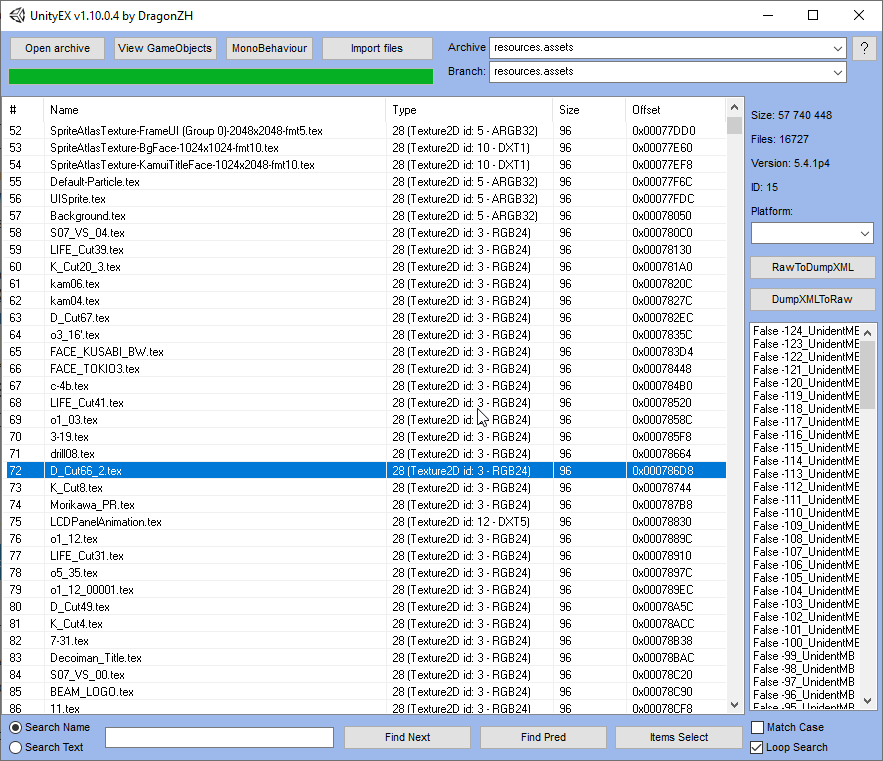 UnityEX v1.10.0.4 by DragonZH
Open archive View GameObjects MonoBehaviour Import files Archive resources.assets ?
Branch: resources.assets
# Name Type Size Offset
52 SpriteAtlasTexture-FrameUI (Group 0)-2048x2048-fmt5.tex 28 (Texture2D id: 5 - ARGB32) 96 0x00077DD0
53 SpriteAtlasTexture-BgFace-1024x1024-fmt10.tex 28 (Texture2D id: 10 - DXT1) 96 0x00077E60
54 SpriteAtlasTexture-KamuiTitleFace-1024x2048-fmt10.tex 28 (Texture2D id: 10 - DXT1) 96 0x00077EF8
55 Default-Particle.tex 28 (Texture2D id: 5 - ARGB32) 96 0x00077F6C
56 UISprite.tex 28 (Texture2D id: 5 - ARGB32) 96 0x00077FDC
57 Background.tex 28 (Texture2D id: 5 - ARGB32) 96 0x00078050
58 S07_VS_04.tex 28 (Texture2D id: 3 - RGB24) 96 0x000780C0
59 LIFE_Cut39.tex 28 (Texture2D id: 3 - RGB24) 96 0x00078130
60 K_Cut20_3.tex 28 (Texture2D id: 3 - RGB24) 96 0x000781A0
61 kam06.tex 28 (Texture2D id: 3 - RGB24) 96 0x0007820C
62 kam04.tex 28 (Texture2D id: 3 - RGB24) 96 0x0007827C
63 D_Cut67.tex 28 (Texture2D id: 3 - RGB24) 96 0x000782EC
64 o3_16'.tex 28 (Texture2D id: 3 - RGB24) 96 0x0007835C
65 FACE_KUSABI_BW.tex 28 (Texture2D id: 3 - RGB24) 96 0x000783D4
66 FACE_TOKIO3.tex 28 (Texture2D id: 3 - RGB24) 96 0x00078448
67 c-4b.tex 28 (Texture2D id: 3 - RGB24) 96 0x000784B0
68 LIFE_Cut41.tex 28 (Texture2D id: 3 - RGB24) 96 0x00078520
69 o1_03.tex 28 (Texture2D id: 3 - RGB24) 96 0x0007858C
70 3-19.tex 28 (Texture2D id: 3 - RGB24) 96 0x000785F8
71 drill08.tex 28 (Texture2D id: 3 - RGB24) 96 0x00078664
72 D_Cut66_2.tex 28 (Texture2D id: 3 - RGB24) 96 0x000786D8
73 K_Cut8.tex 28 (Texture2D id: 3 - RGB24) 96 0x00078744
74 Morikawa_PR.tex 28 (Texture2D id: 3 - RGB24) 96 0x000787B8
75 LCDPanelAnimation.tex 28 (Texture2D id: 12 - DXT5) 96 0x00078830
76 o1_12.tex 28 (Texture2D id: 3 - RGB24) 96 0x0007889C
77 LIFE_Cut31.tex 28 (Texture2D id: 3 - RGB24) 96 0x00078910
78 o5_35.tex 28 (Texture2D id: 3 - RGB24) 96 0x0007897C
79 o1_12_00001.tex 28 (Texture2D id: 3 - RGB24) 96 0x000789EC
80 D_Cut49.tex 28 (Texture2D id: 3 - RGB24) 96 0x00078A5C
81 K_Cut4.tex 28 (Texture2D id: 3 - RGB24) 96 0x00078ACC
82 7-31.tex 28 (Texture2D id: 3 - RGB24) 96 0x00078B38
83 Decoiman_Title.tex 28 (Texture2D id: 3 - RGB24) 96 0x00078BAC
84 S07_VS_00.tex 28 (Texture2D id: 3 - RGB24) 96 0x00078C20
85 BEAM_LOGO.tex 28 (Texture2D id: 3 - RGB24) 96 0x00078C90
86 11.tex 28 (Texture2D id: 3 - RGB24) 96 0x00078CF8
Size: 57 740 448
Files: 16727
Version: 5.4.1p4
ID: 15
Platform:
RawToDumpXML
DumpXMLToRaw
False -124_UnidentMB
False -123_UnidentMB
False -122_UnidentMB
False -121_UnidentMB
False -120_UnidentMB
False -119_UnidentMB
False -118_UnidentMB
False -117_UnidentMB
False -116_UnidentMB
False -115_UnidentMB
False -114_UnidentMB
False -113_UnidentMB
False -112_UnidentMB
False -111_UnidentMB
False -110_UnidentMB
False -109_UnidentMB
False -108_UnidentMB
False -107_UnidentMB
False -106_UnidentMB
False -105_UnidentMB
False -104_UnidentMB
False -103_UnidentMB
False -102_UnidentMB
False -101_UnidentMB
False -100_UnidentMB
False -99_UnidentMB
False -98_UnidentMB
False -97_UnidentMB
False -96_UnidentMB
False -95_UnidentMB
Search Name
Search Text
Find Next Find Pred Items Select
Match Case
Loop Search